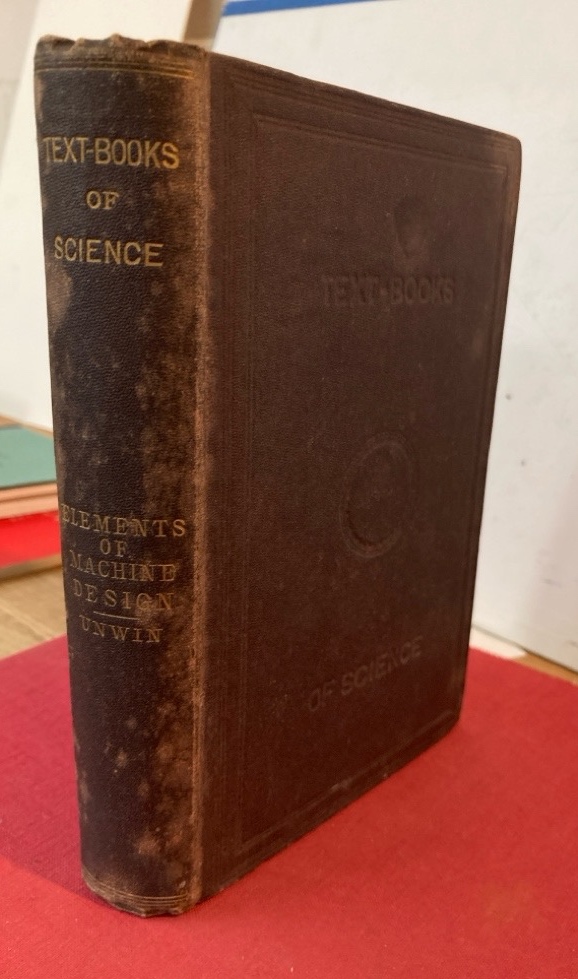 TEXT-BOOKS
OF
SCIENCE
ELEMENTS
OF
MACHINE
DESIGN
UNWIN
TEXT-BOOKS
OF SCIENCE